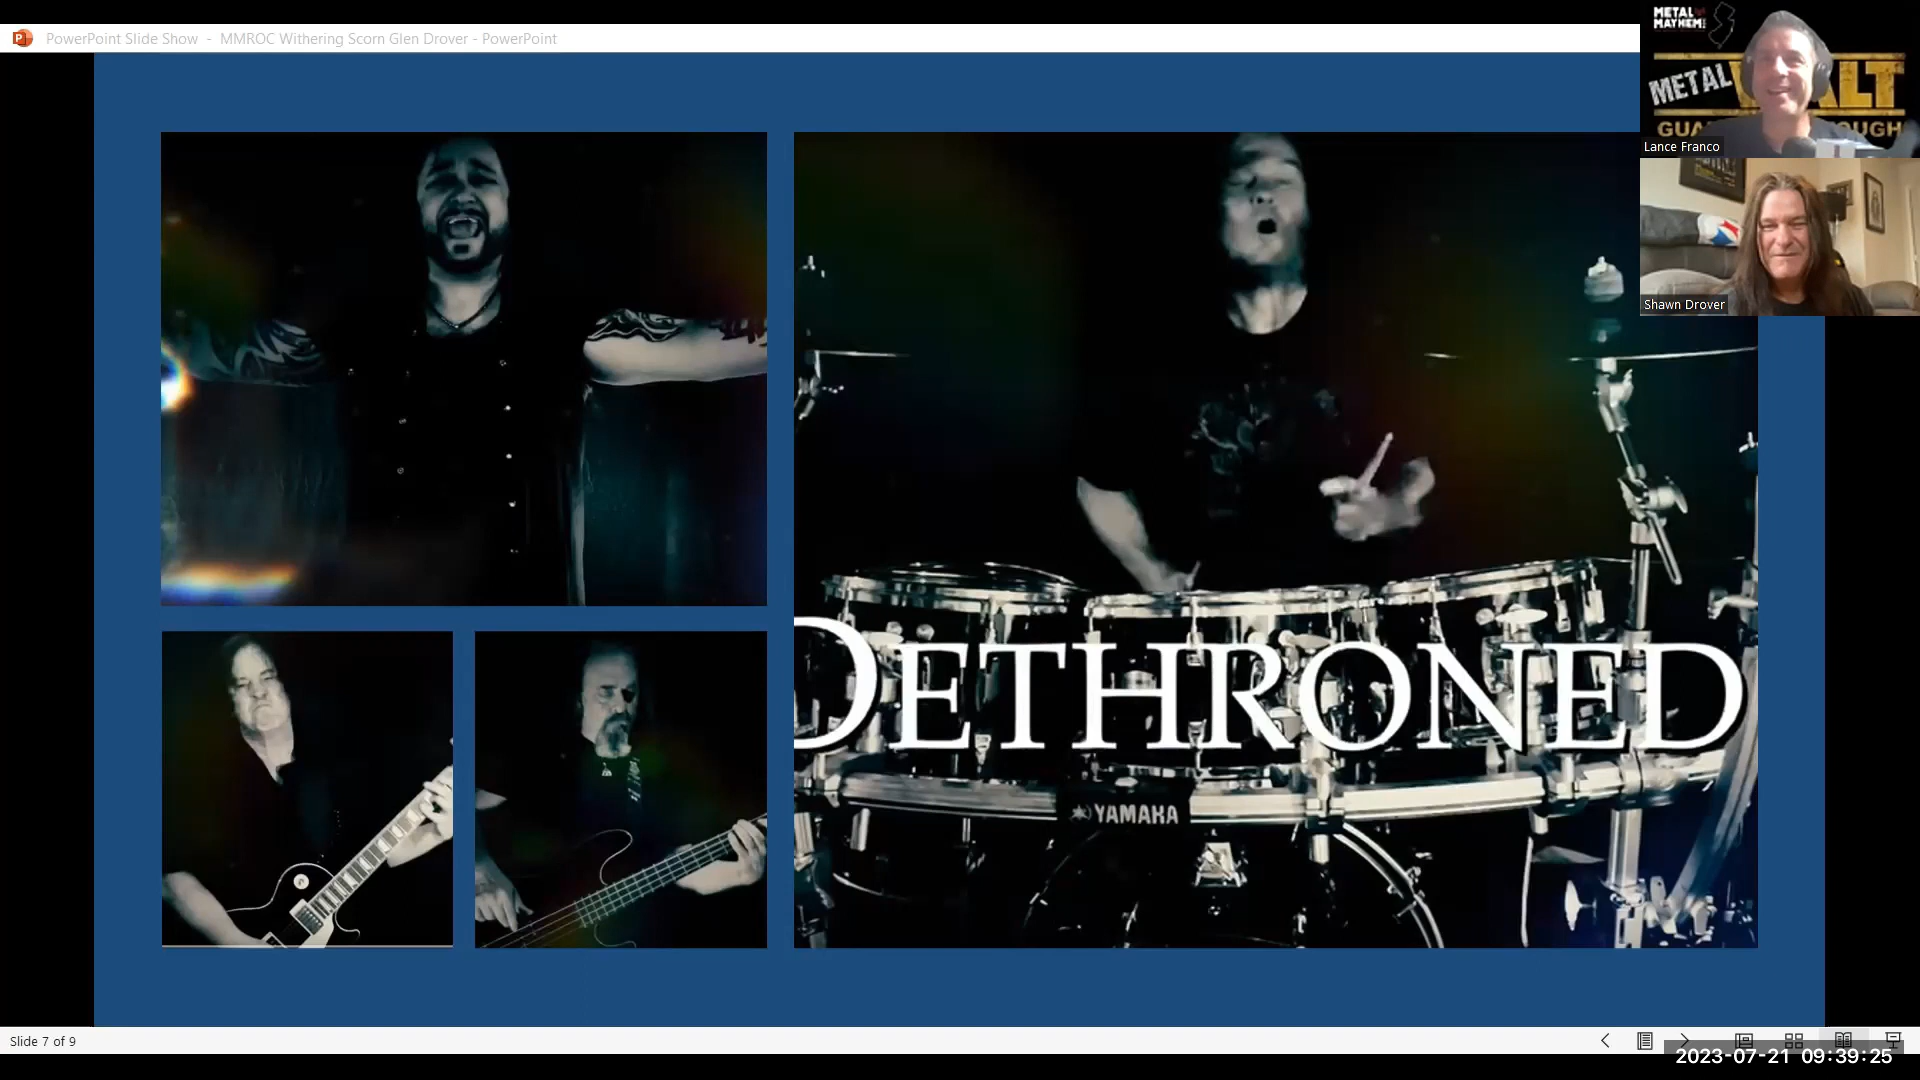 PowerPoint Slide Show - MMROC Withering Scorn Glen Drover - PowerPoint
METAL
MAYHEM
METAL
Lance Franco
Shawn Drover
DETHRONED
YAMAHA
Slide 7 of 9
2023-07-21 09:39:25